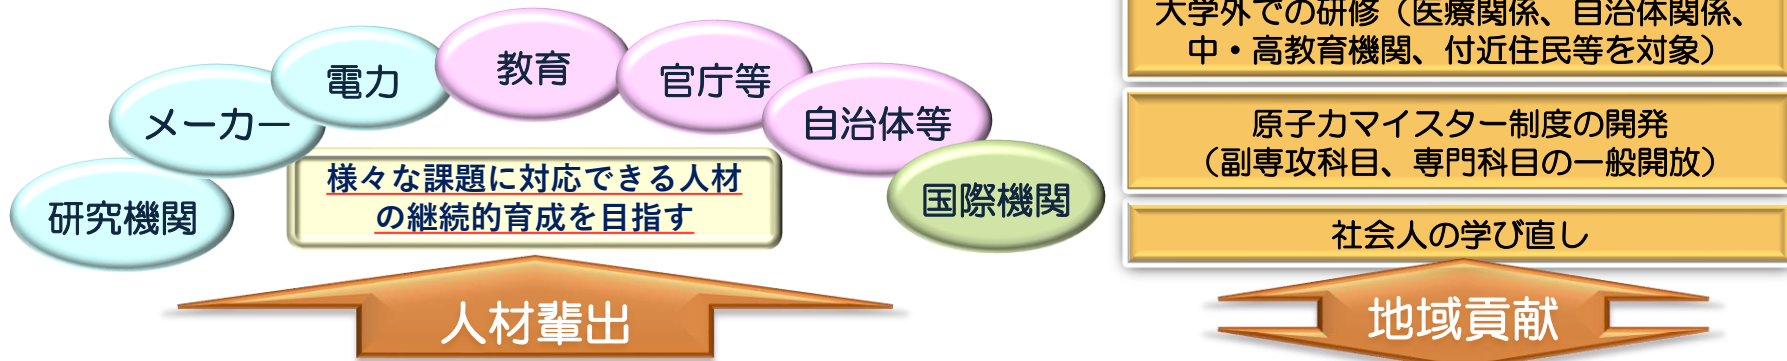 教育
電力
官庁等
メーカー
自治体等
研究機関
国際機関
様々な課題に対応できる人材
の継続的育成を目指す
人材輩出
大学外での研修（医療関係、自治体関係、
中・高教育機関、付近住民等を対象）
原子力マイスター制度の開発
（副専攻科目、専門科目の一般開放）
社会人の学び直し
地域貢献